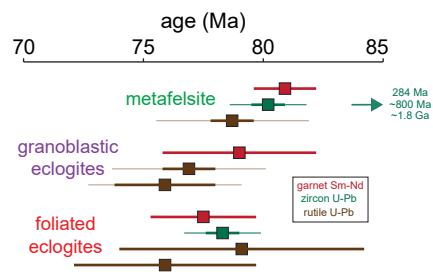 age (Ma)
70 75 80 85
metafelsite
284 Ma
~800 Ma
~1.8 Ga
granoblastic
eclogites
garnet Sm-Nd
zircon U-Pb
rutile U-Pb
foliated
eclogites